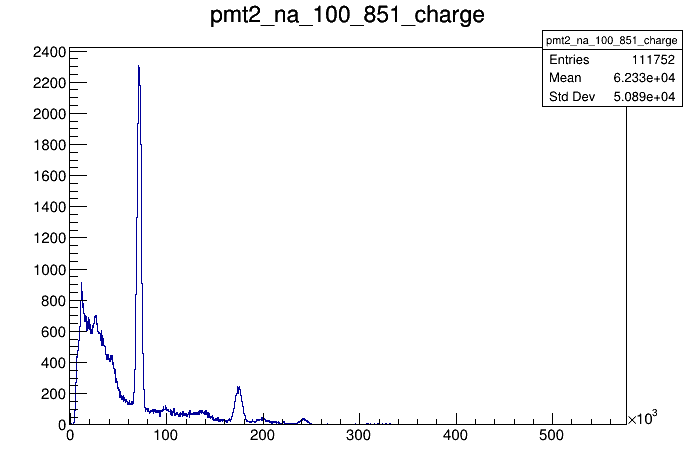 pmt2_na_100_851_charge
pmt2_na_100_851_charge
Entries 111752
Mean 6.233e+04
Std Dev 5.089e+04
2400
2200
2000
1800
1600
1400
1200
1000
800
600
400
200
0
0 100 200 300 400 500
×10³